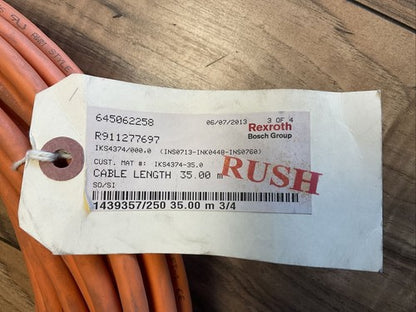 645062258
06/07/2013
3 OF 4
Rexroth
Bosch Group
R911277697
IKS4374/000.0 (INS0713-INK0448-INS0760)
CUST. MAT #: IKS4374-35.0
CABLE LENGTH 35.00 m
SO/SI
RUSH
1439357/250 35.00 m 3/4